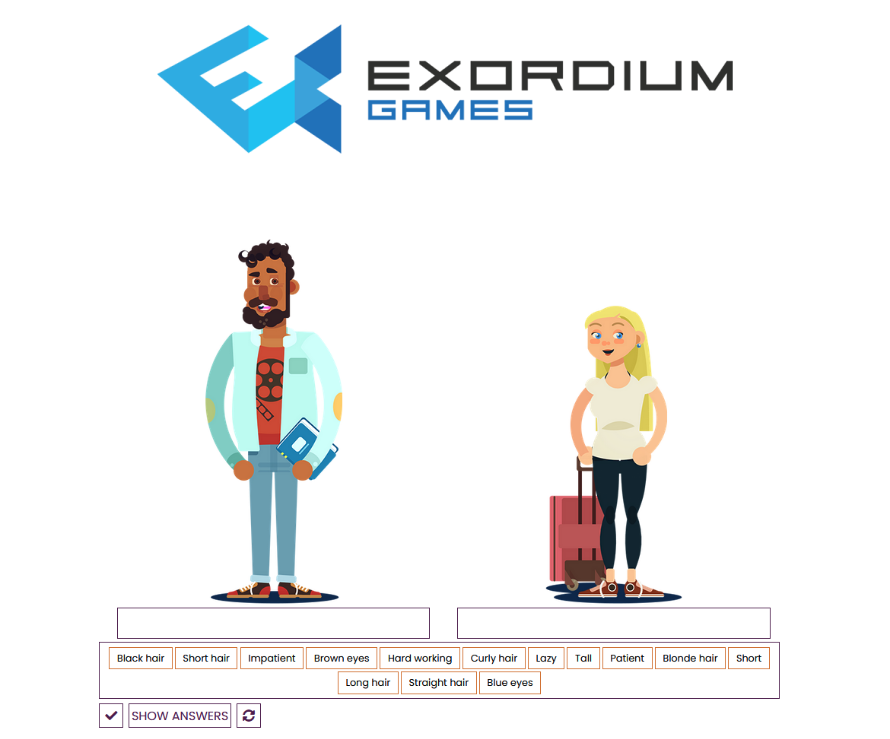 EXORDIUM
GAMES
Black hair Short hair Impatient Brown eyes Hard working Curly hair Lazy Tall Patient Blonde hair Short
Long hair Straight hair Blue eyes
SHOW ANSWERS